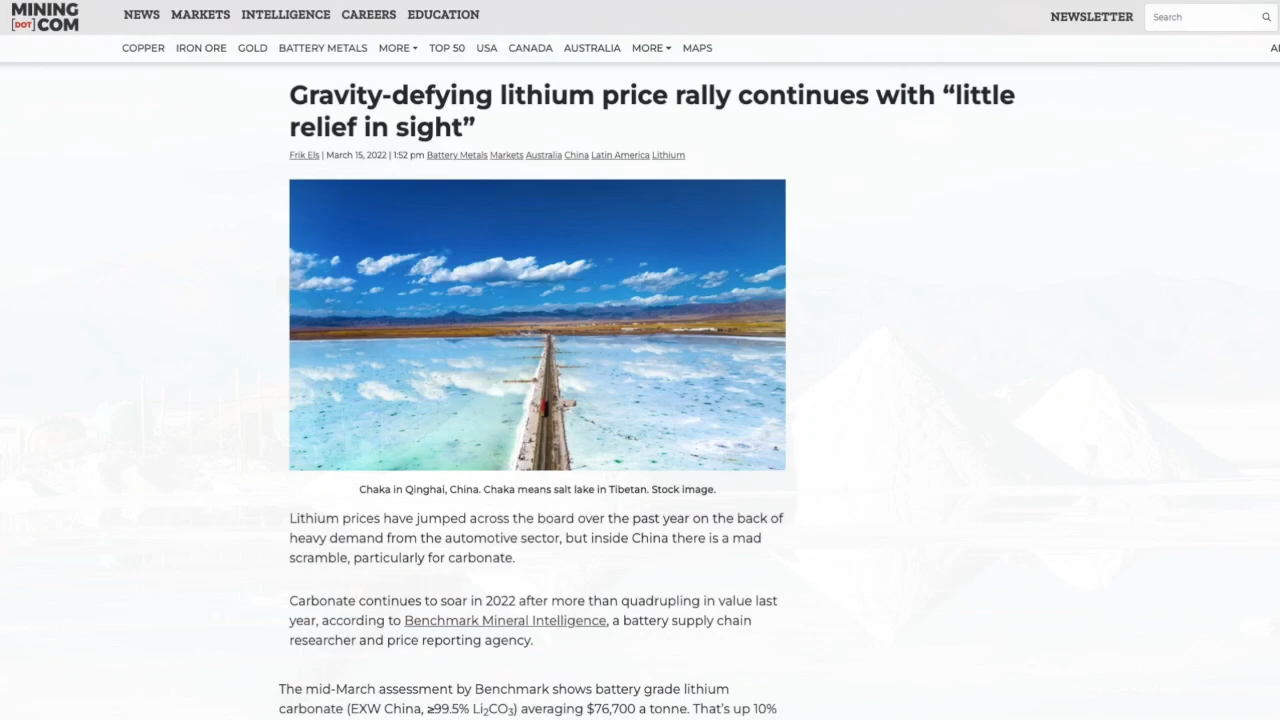 MINING
[DOT] COM
NEWS MARKETS INTELLIGENCE CAREERS EDUCATION
NEWSLETTER
Search
COPPER IRON ORE GOLD BATTERY METALS MORE TOP 50 USA CANADA AUSTRALIA MORE MAPS
Gravity-defying lithium price rally continues with “little
relief in sight”
Frik Els | March 15, 2022 | 1:52 pm Battery Metals Markets Australia China Latin America Lithium
Chaka in Qinghai, China. Chaka means salt lake in Tibetan. Stock image.
Lithium prices have jumped across the board over the past year on the back of
heavy demand from the automotive sector, but inside China there is a mad
scramble, particularly for carbonate.
Carbonate continues to soar in 2022 after more than quadrupling in value last
year, according to Benchmark Mineral Intelligence, a battery supply chain
researcher and price reporting agency.
The mid-March assessment by Benchmark shows battery grade lithium
carbonate (EXW China, ≥99.5% Li₂CO₃) averaging $76,700 a tonne. That’s up 10%